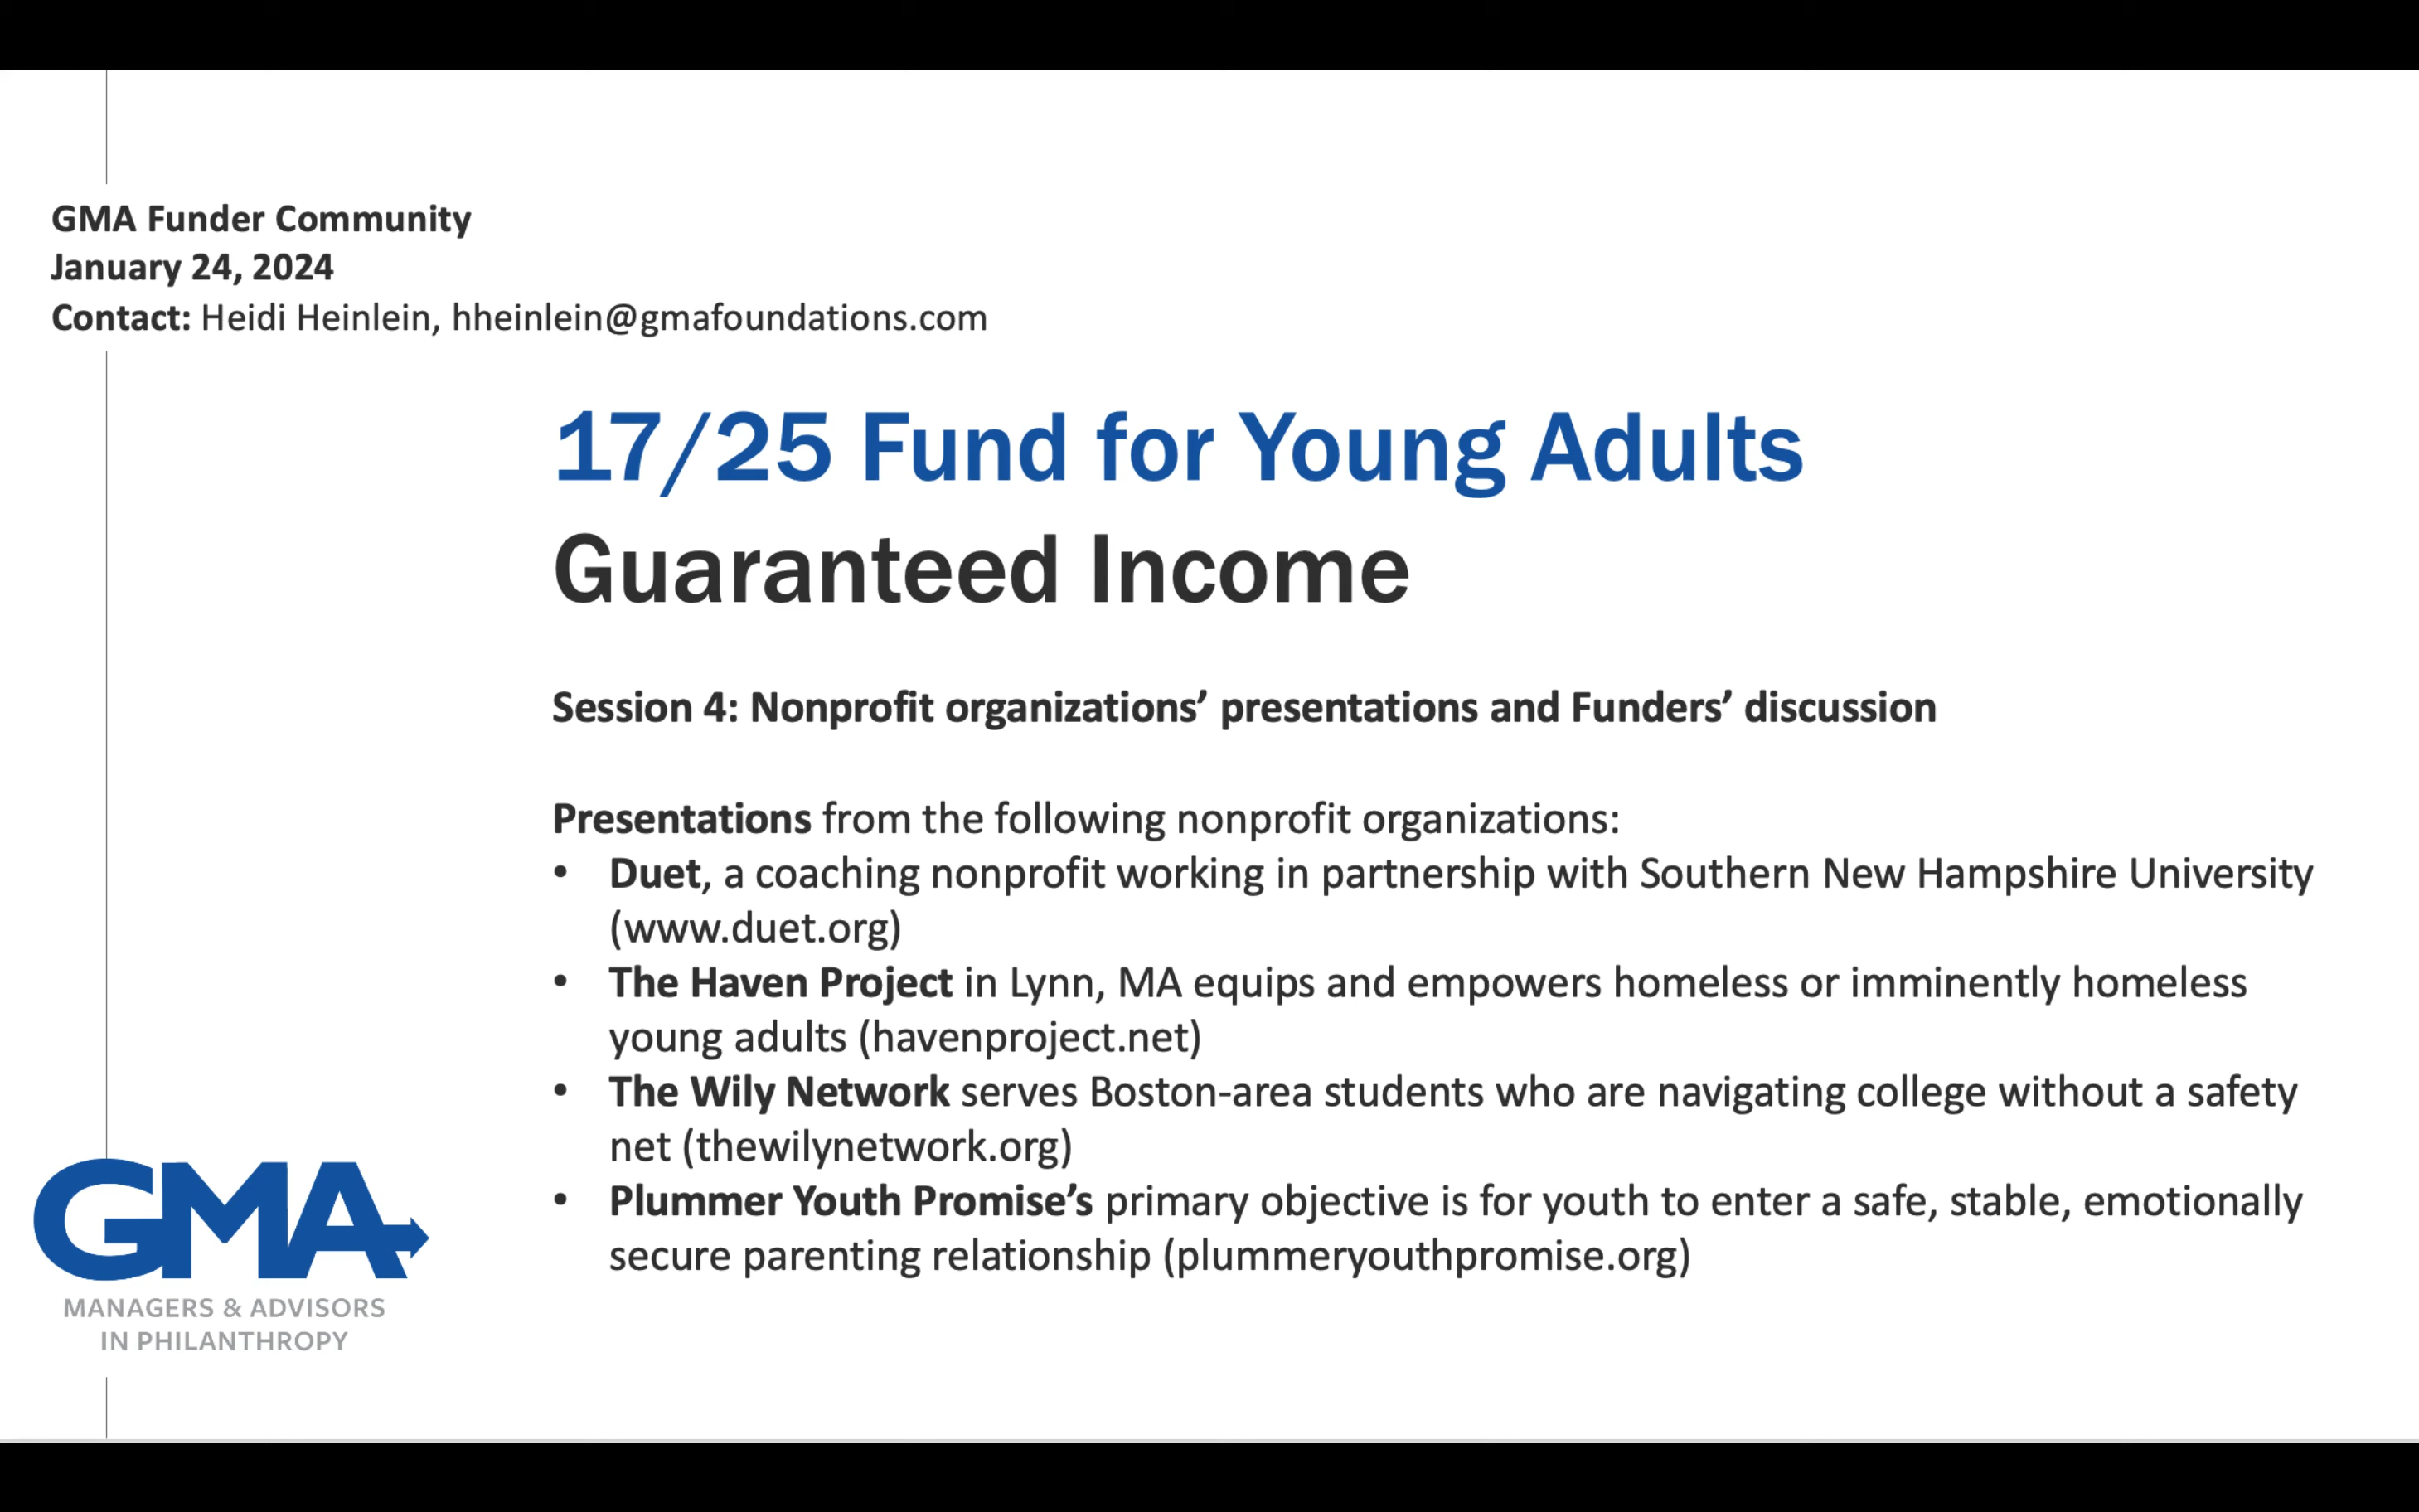 GMA Funder Community
January 24, 2024
Contact: Heidi Heinlein, hheinlein@gmafoundations.com
17/25 Fund for Young Adults
Guaranteed Income
Session 4: Nonprofit organizations’ presentations and Funders’ discussion
Presentations from the following nonprofit organizations:
• Duet, a coaching nonprofit working in partnership with Southern New Hampshire University
(www.duet.org)
• The Haven Project in Lynn, MA equips and empowers homeless or imminently homeless
young adults (havenproject.net)
• The Wily Network serves Boston-area students who are navigating college without a safety
net (thewilynetwork.org)
• Plummer Youth Promise’s primary objective is for youth to enter a safe, stable, emotionally
secure parenting relationship (plummeryouthpromise.org)
GMA
MANAGERS & ADVISORS
IN PHILANTHROPY